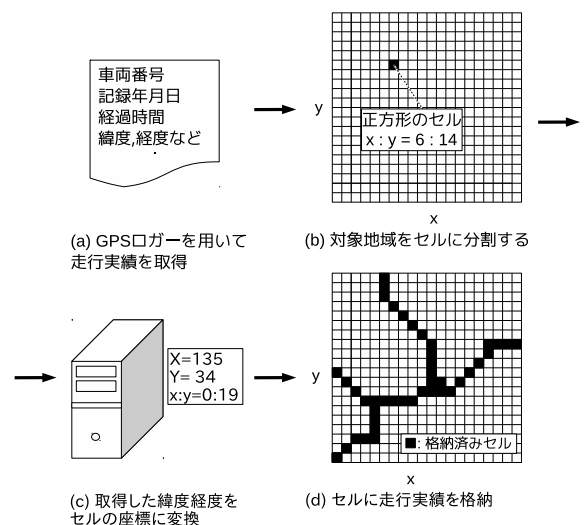 車両番号
記録年月日
経過時間
緯度,経度など
(a) GPSロガーを用いて
走行実績を取得
y
正方形のセル
x : y = 6 : 14
x
(b) 対象地域をセルに分割する
X=135
Y= 34
x:y=0:19
(c) 取得した緯度経度を
セルの座標に変換
y
■: 格納済みセル
x
(d) セルに走行実績を格納